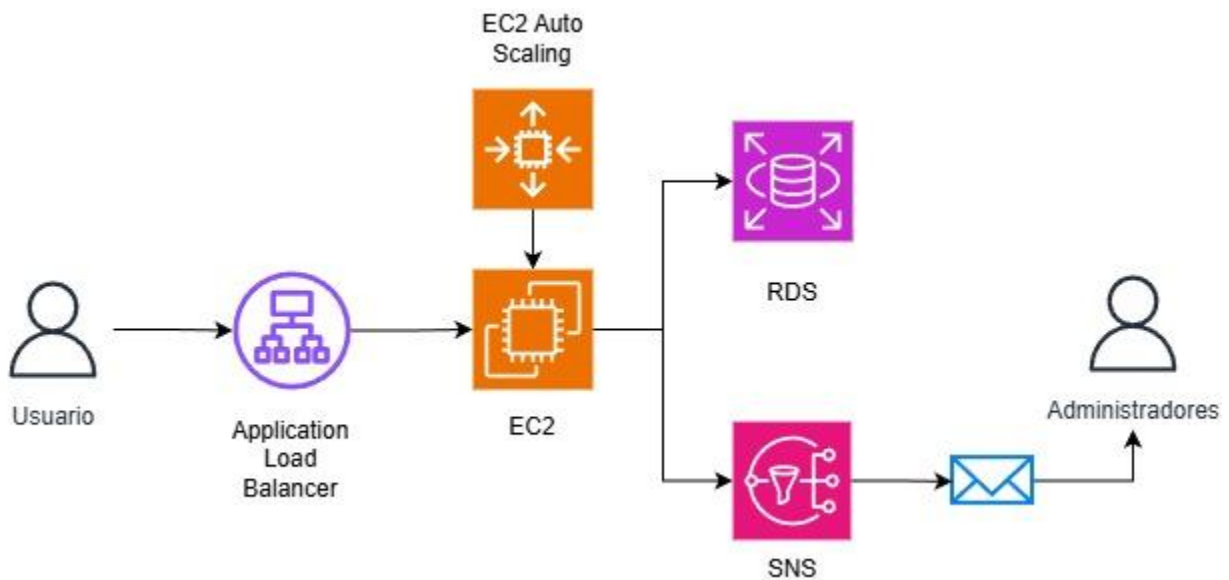 EC2 Auto
Scaling
RDS
Usuario
Application
Load
Balancer
EC2
Administradores
SNS